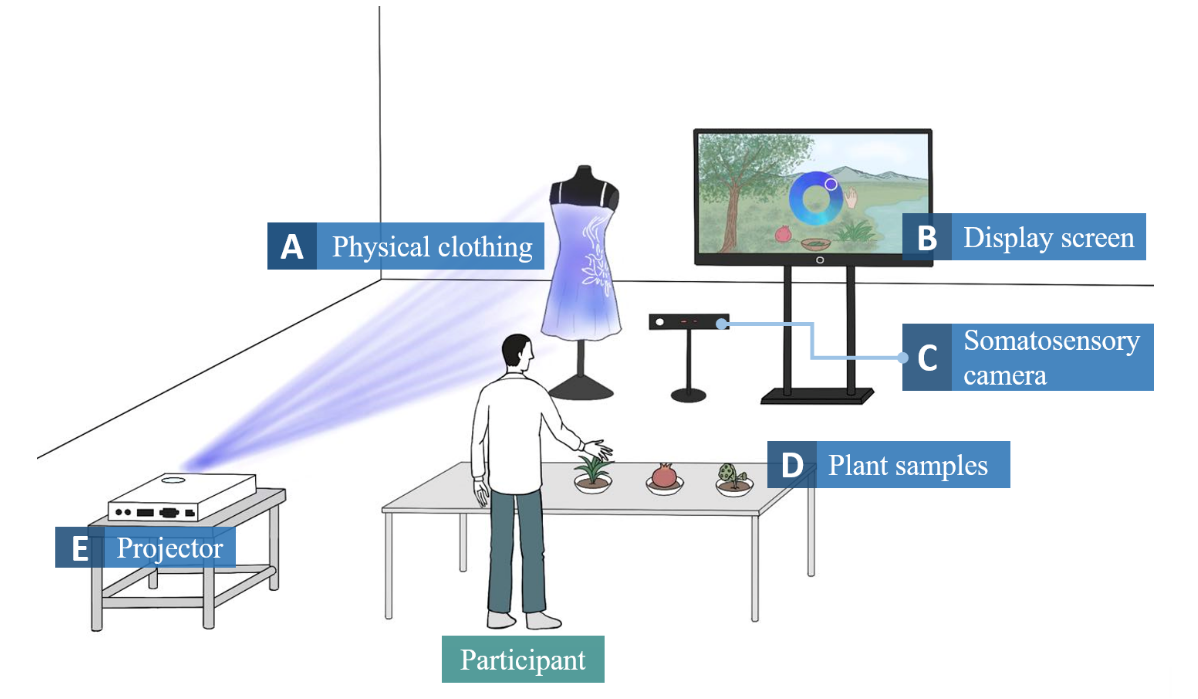 A Physical clothing
B Display screen
C Somatosensory
camera
D Plant samples
E Projector
Participant